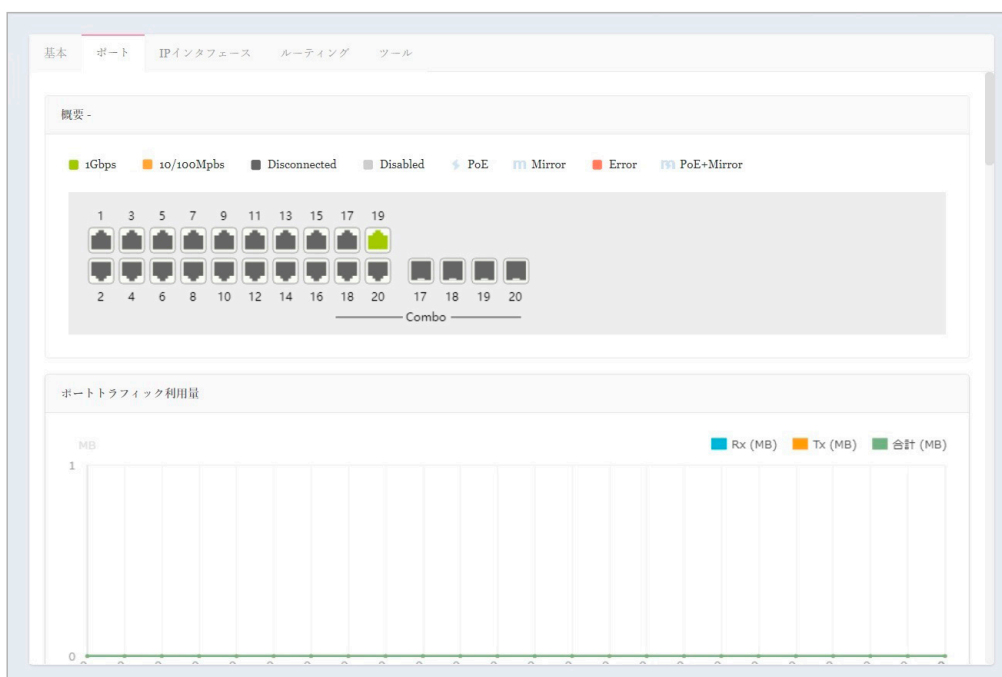 基本 ポート IPインタフェース ルーティング ツール
概要 -
1Gbps 10/100Mpbs Disconnected Disabled PoE Mirror Error PoE+Mirror
1 3 5 7 9 11 13 15 17 19
2 4 6 8 10 12 14 16 18 20 17 18 19 20
Combo
ポートトラフィック利用量
MB Rx (MB) Tx (MB) 合計 (MB)
1
0